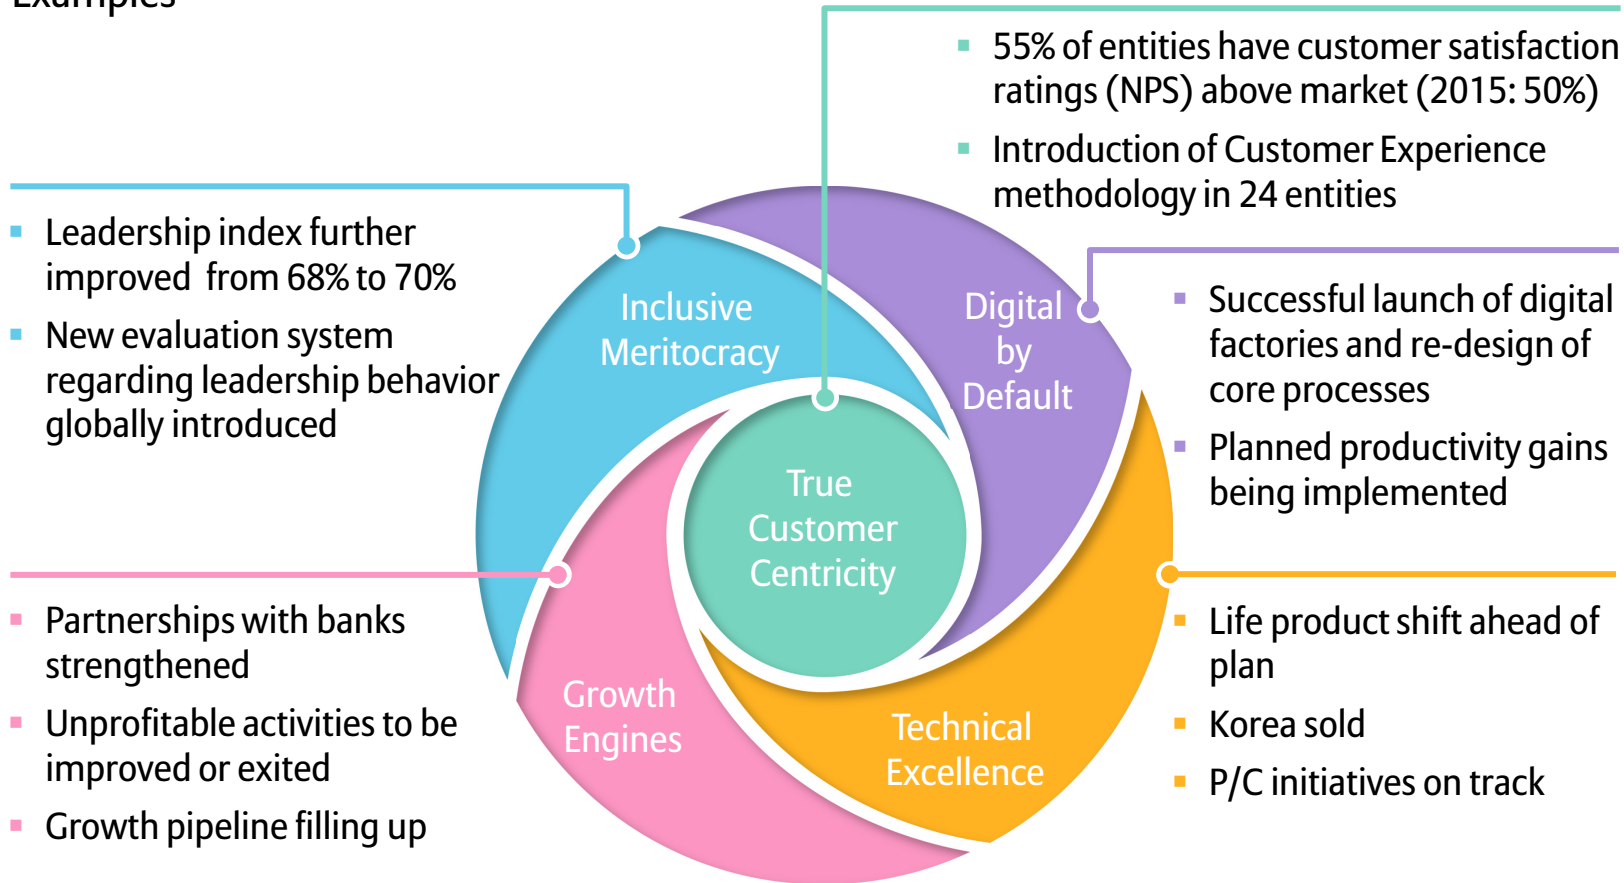 Examples
▪ 55% of entities have customer satisfaction
ratings (NPS) above market (2015: 50%)
▪ Introduction of Customer Experience
methodology in 24 entities
▪ Leadership index further
improved from 68% to 70%
▪ New evaluation system
regarding leadership behavior
globally introduced
Inclusive
Meritocracy
Digital
by
Default
▪ Successful launch of digital
factories and re-design of
core processes
▪ Planned productivity gains
being implemented
True
Customer
Centricity
▪ Partnerships with banks
strengthened
▪ Unprofitable activities to be
improved or exited
▪ Growth pipeline filling up
Growth
Engines
Technical
Excellence
▪ Life product shift ahead of
plan
▪ Korea sold
▪ P/C initiatives on track